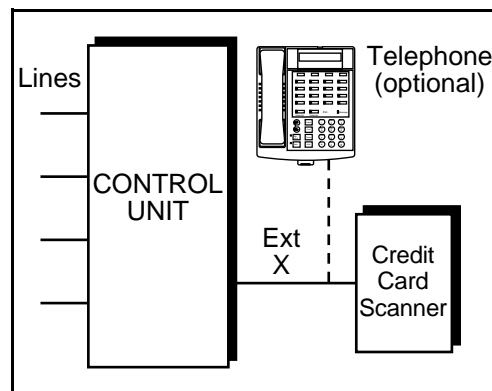 Lines
CONTROL
UNIT
Telephone
(optional)
Ext
X
Credit
Card
Scanner